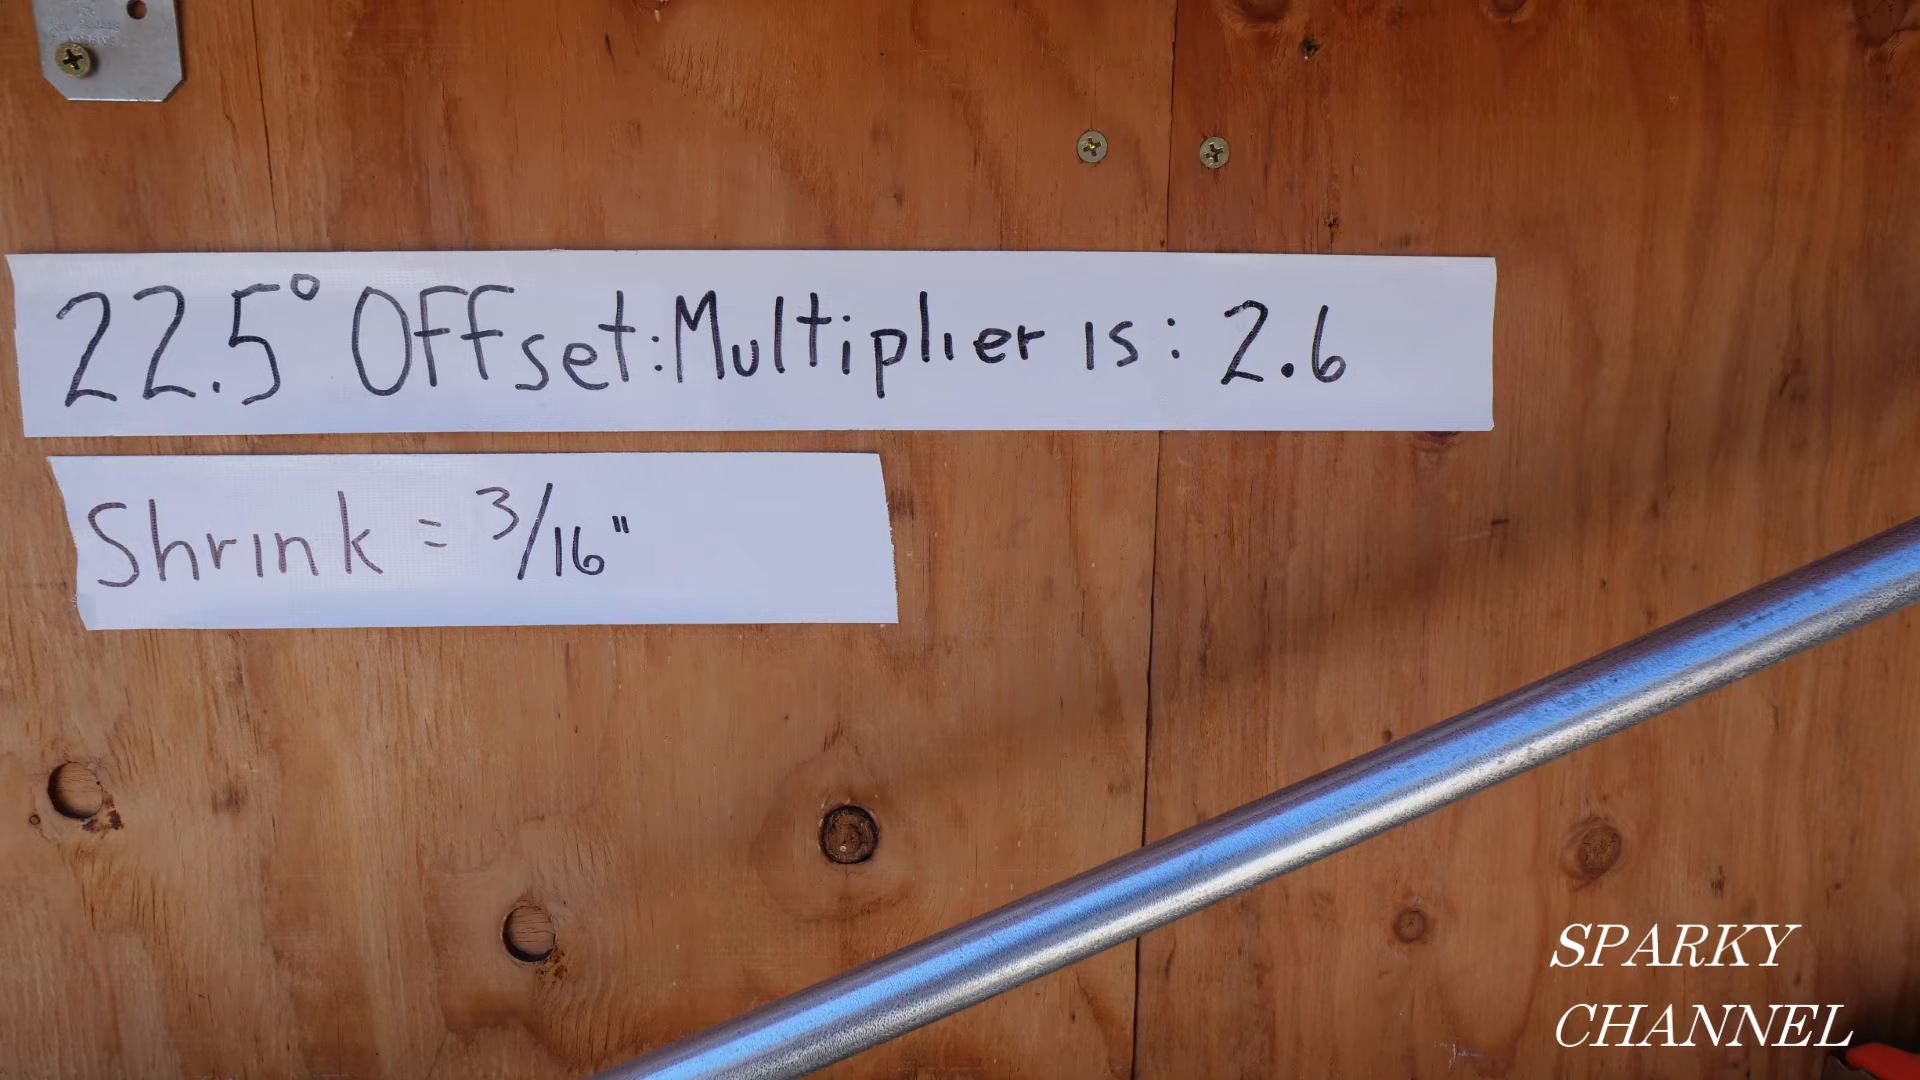 22.5° Offset: Multiplier is: 2.6
Shrink = 3/16"
SPARKY
CHANNEL